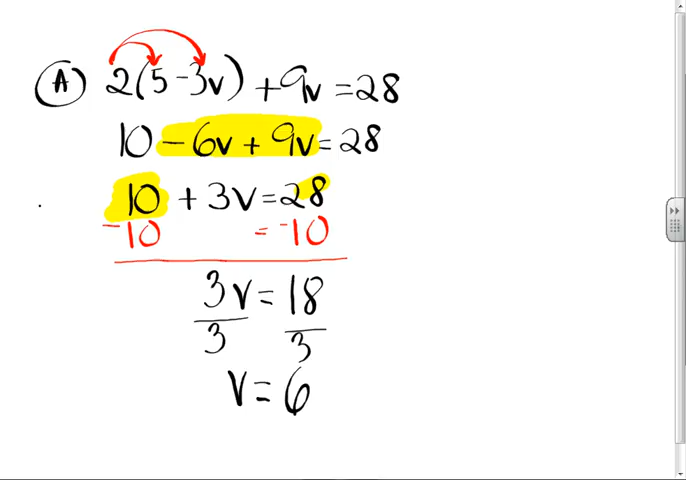 A) 2(5 - 3v) + 9v = 28
10 - 6v + 9v = 28
10 + 3v = 28
-10 = -10
3v = 18
3 3
v = 6